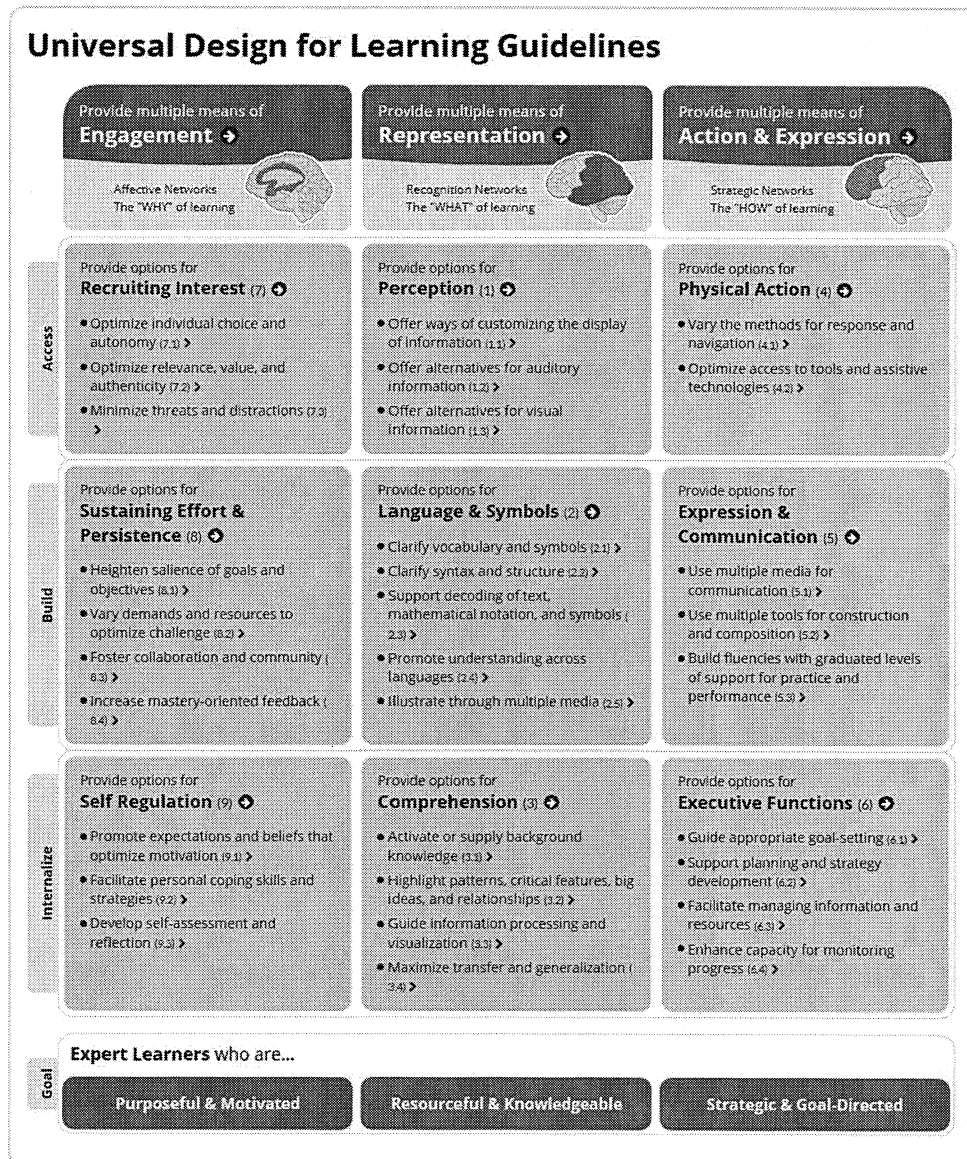 Universal Design for Learning Guidelines
Provide multiple means of
Engagement
Affective Networks
The "WHY" of learning
Provide multiple means of
Representation
Recognition Networks
The "WHAT" of learning
Provide multiple means of
Action & Expression
Strategic Networks
The "HOW" of learning
Access
Provide options for
Recruiting Interest (7)
•Optimize individual choice and
autonomy (7.1) >
•Optimize relevance, value, and
authenticity (7.2) >
•Minimize threats and distractions (7.3)
>
Provide options for
Perception (1)
•Offer ways of customizing the display
of information (1.1) >
•Offer alternatives for auditory
information (1.2) >
•Offer alternatives for visual
information (1.3) >
Provide options for
Physical Action (4)
•Vary the methods for response and
navigation (4.1) >
•Optimize access to tools and assistive
technologies (4.2) >
Build
Provide options for
Sustaining Effort &
Persistence (8)
•Heighten salience of goals and
objectives (8.1) >
•Vary demands and resources to
optimize challenge (8.2) >
•Foster collaboration and community (
8.3) >
•Increase mastery-oriented feedback (
8.4) >
Provide options for
Language & Symbols (2)
•Clarify vocabulary and symbols (2.1) >
•Clarify syntax and structure (2.2) >
•Support decoding of text,
mathematical notation, and symbols (
2.3) >
•Promote understanding across
languages (2.4) >
•Illustrate through multiple media (2.5) >
Provide options for
Expression &
Communication (5)
•Use multiple media for
communication (5.1) >
•Use multiple tools for construction
and composition (5.2) >
•Build fluencies with graduated levels
of support for practice and
performance (5.3) >
Internalize
Provide options for
Self Regulation (9)
•Promote expectations and beliefs that
optimize motivation (9.1) >
•Facilitate personal coping skills and
strategies (9.2) >
•Develop self-assessment and
reflection (9.3) >
Provide options for
Comprehension (3)
•Activate or supply background
knowledge (3.1) >
•Highlight patterns, critical features, big
ideas, and relationships (3.2) >
•Guide information processing and
visualization (3.3) >
•Maximize transfer and generalization (
3.4) >
Provide options for
Executive Functions (6)
•Guide appropriate goal-setting (6.1) >
•Support planning and strategy
development (6.2) >
•Facilitate managing information and
resources (6.3) >
•Enhance capacity for monitoring
progress (6.4) >
Goal
Expert Learners who are...
Purposeful & Motivated
Resourceful & Knowledgeable
Strategic & Goal-Directed